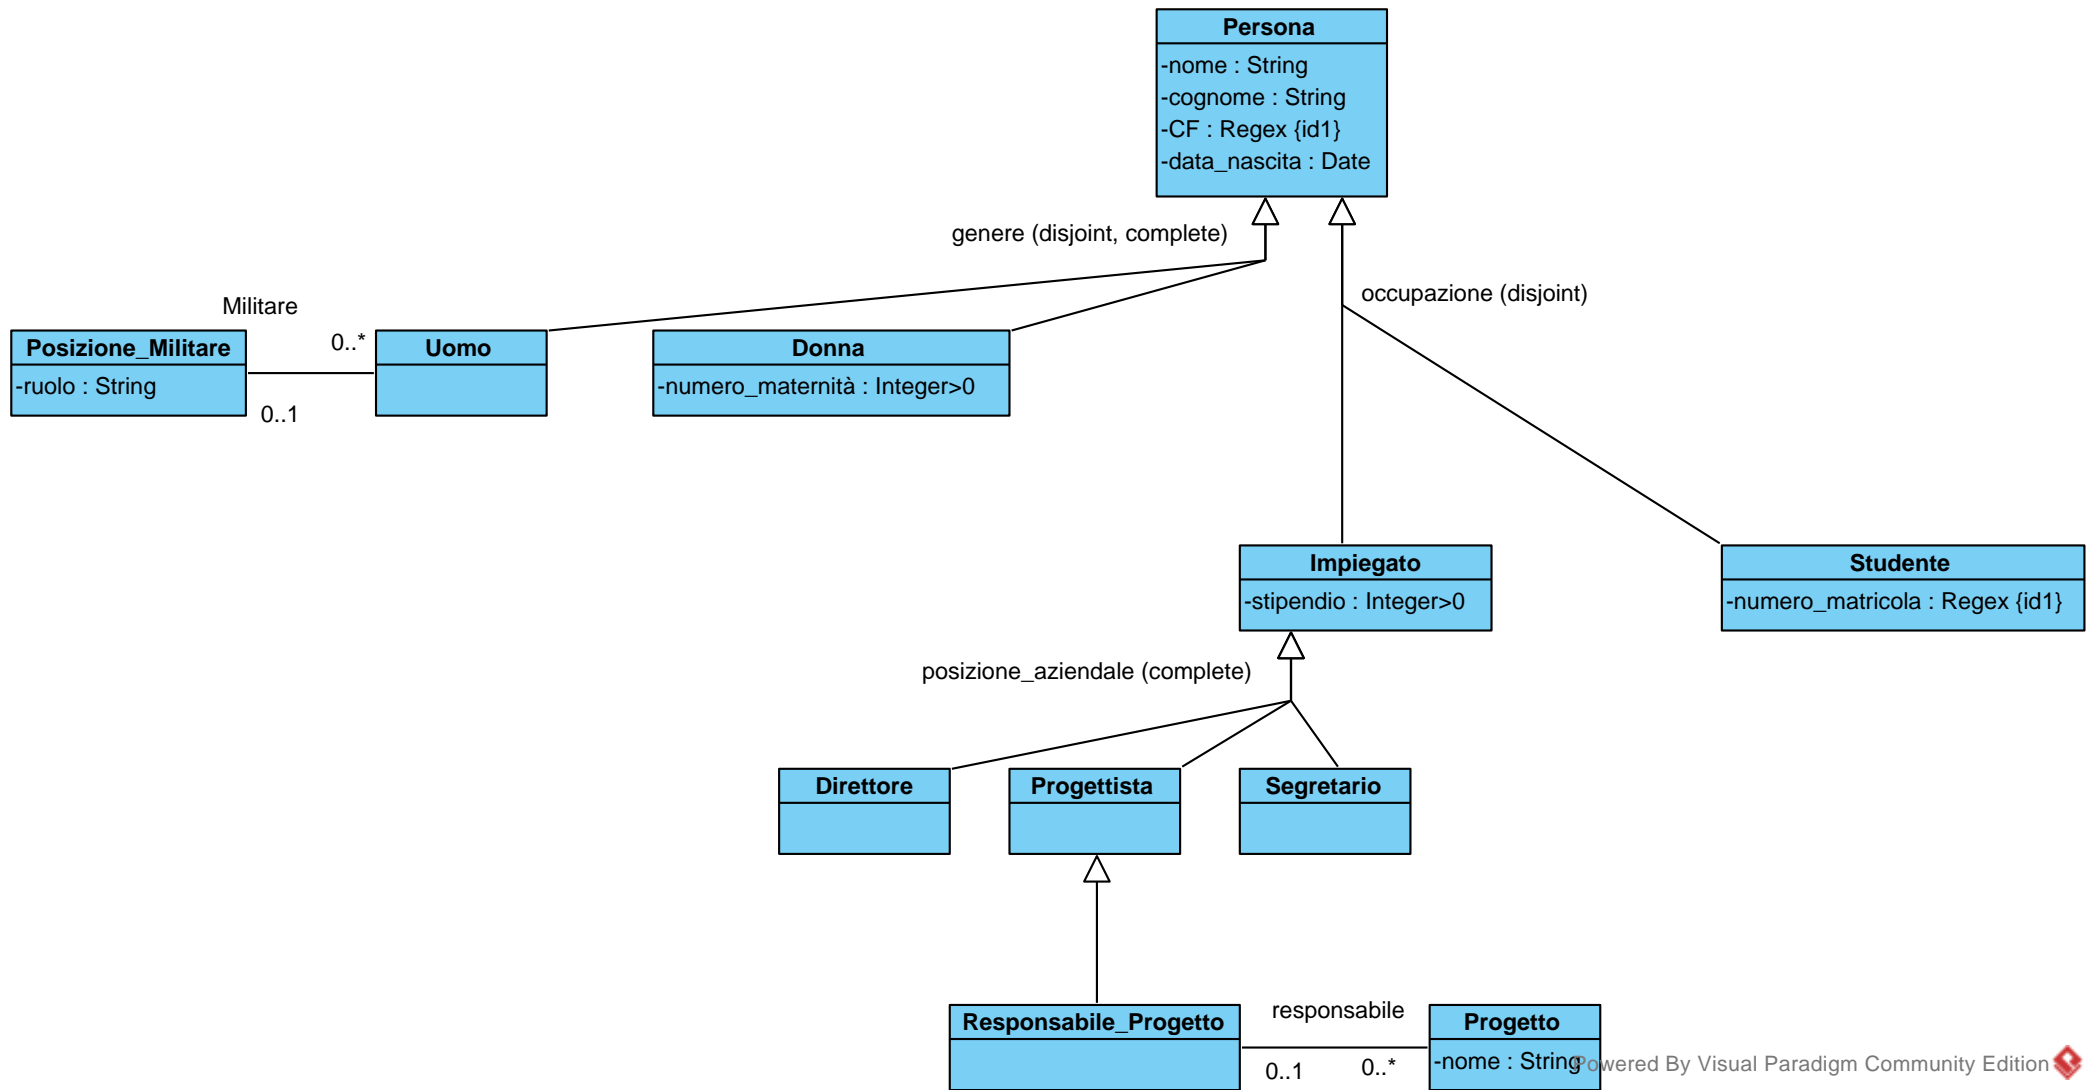 Persona
-nome : String
-cognome : String
-CF : Regex {id1}
-data_nascita : Date
genere (disjoint, complete)
occupazione (disjoint)
Militare
0..*
Posizione_Militare
-ruolo : String
0..1
Uomo
Donna
-numero_maternità : Integer>0
Impiegato
-stipendio : Integer>0
Studente
-numero_matricola : Regex {id1}
posizione_aziendale (complete)
Direttore
Progettista
Segretario
Responsabile_Progetto
responsabile
0..1
0..*
Progetto
-nome : String
Powered By Visual Paradigm Community Edition